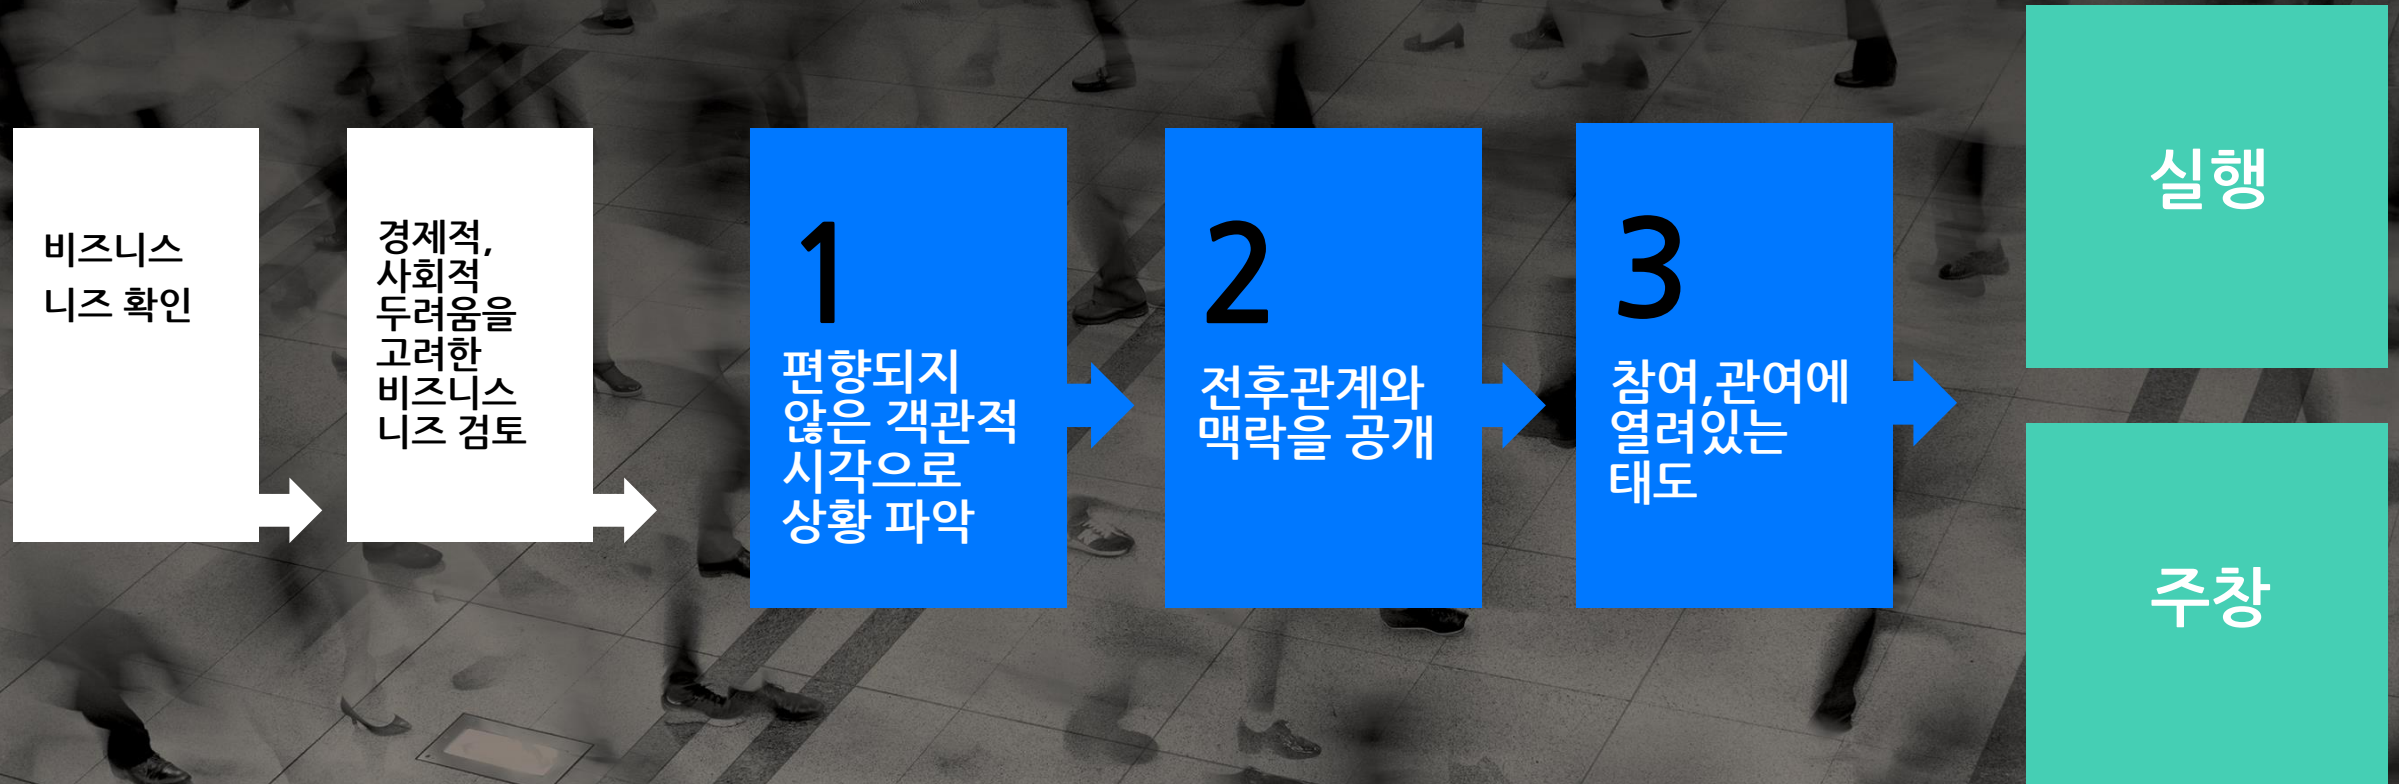 비즈니스
니즈 확인
경제적,
사회적
두려움을
고려한
비즈니스
니즈 검토
1
편향되지
않은 객관적
시각으로
상황 파악
2
전후관계와
맥락을 공개
3
참여,관여에
열려있는
태도
실행
주창